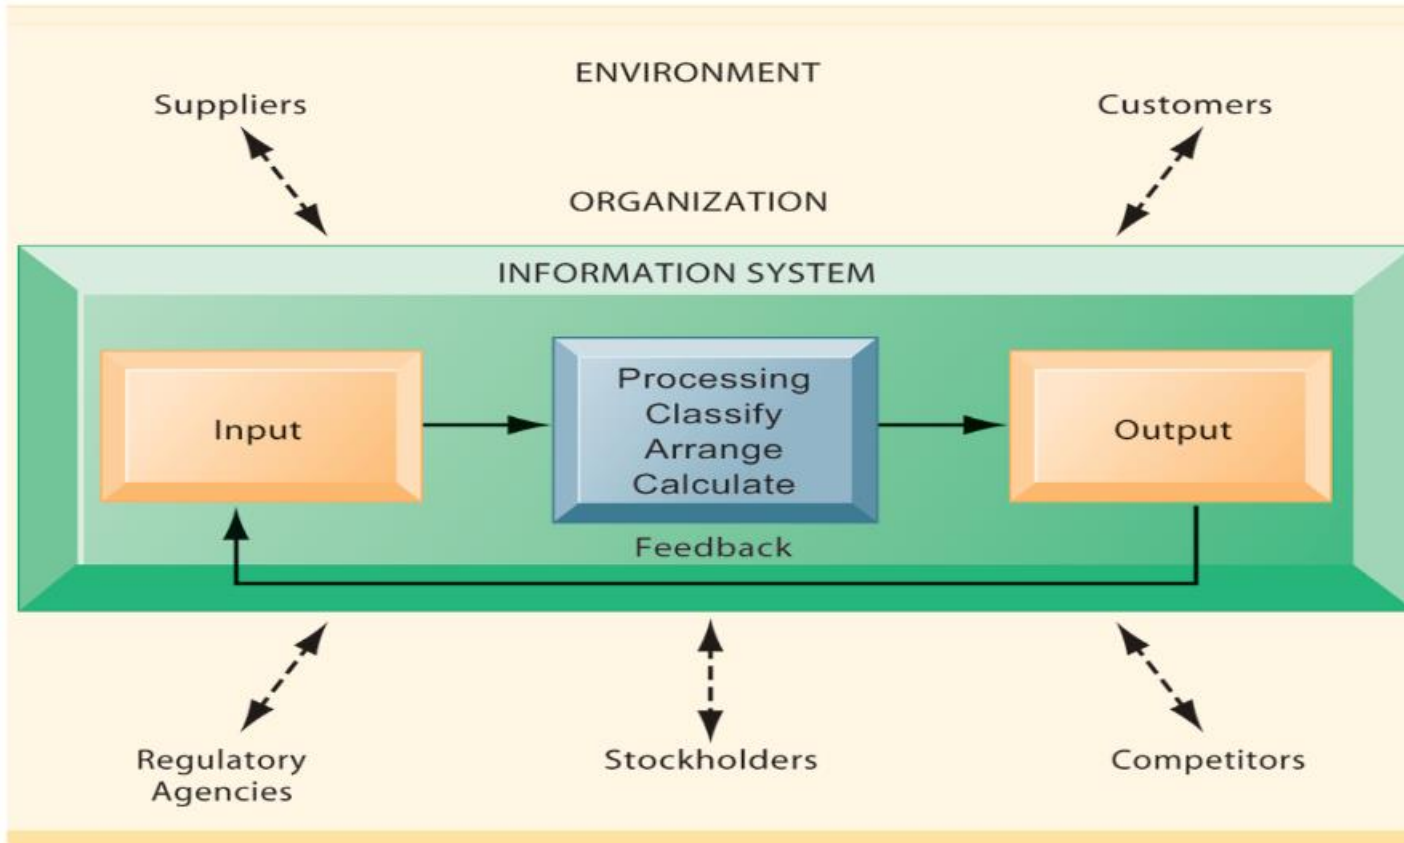 ENVIRONMENT
Suppliers
Customers
ORGANIZATION
INFORMATION SYSTEM
Input
Processing
Classify
Arrange
Calculate
Output
Feedback
Regulatory
Agencies
Stockholders
Competitors